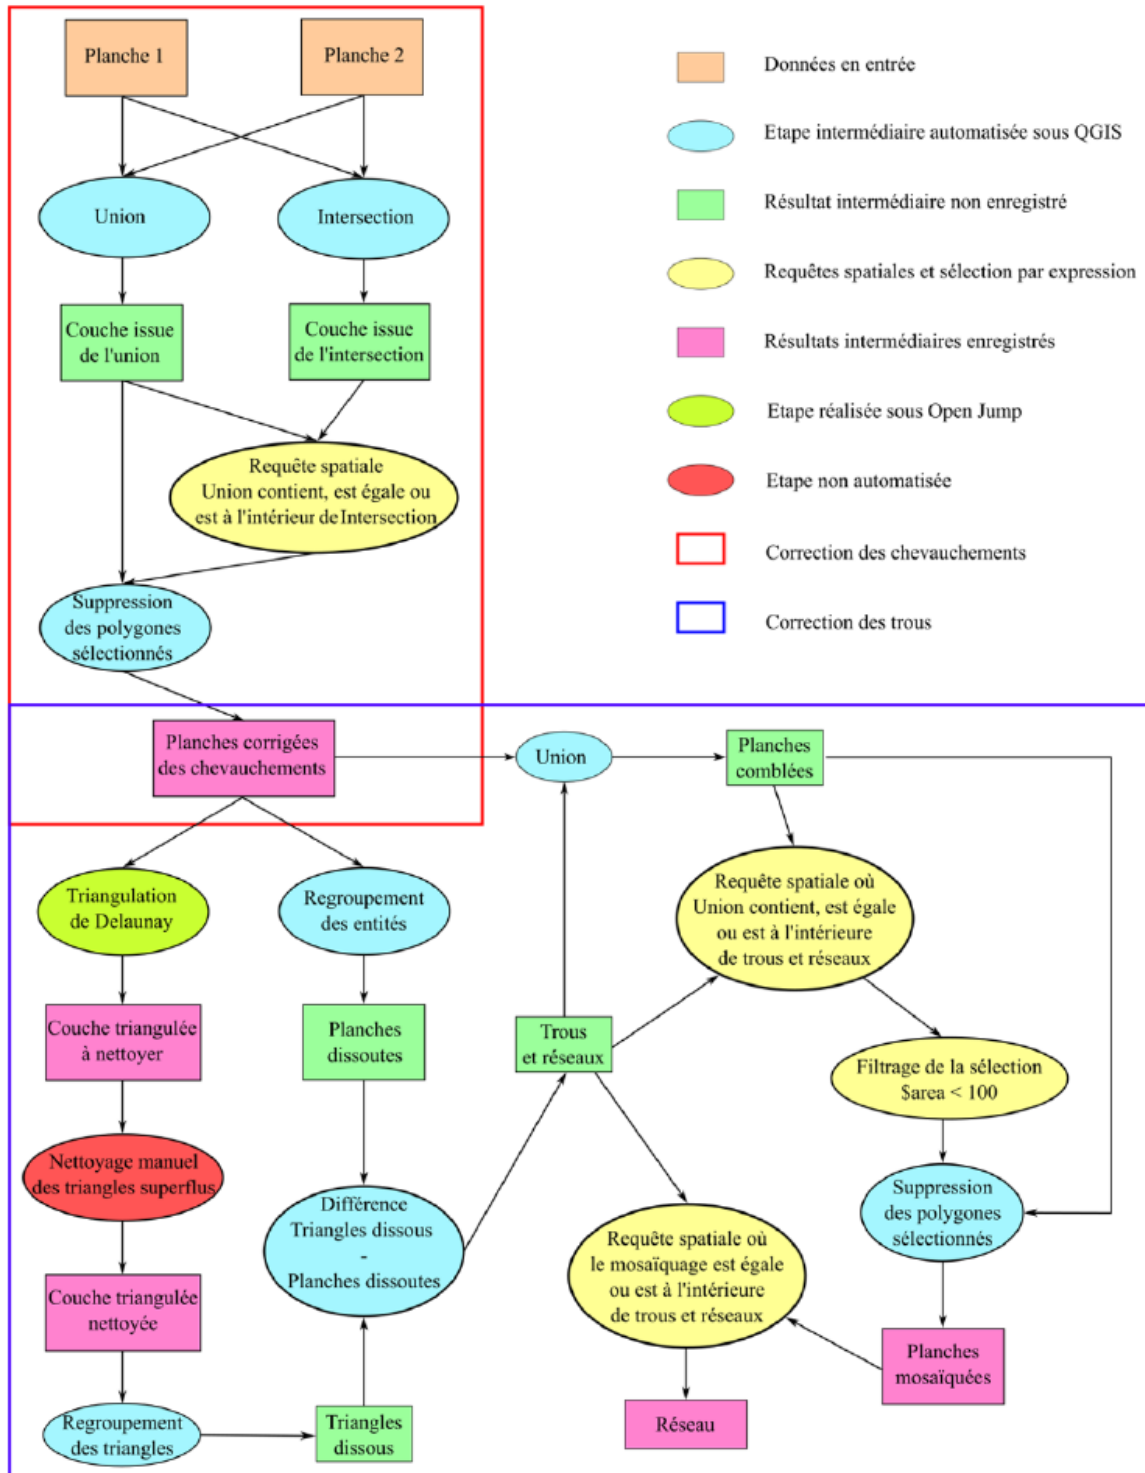 Planche 1
Planche 2
Union
Intersection
Couche issue
de l'union
Couche issue
de l'intersection
Requête spatiale
Union contient, est égale ou
est à l'intérieur de Intersection
Suppression
des polygones
sélectionnés
Données en entrée
Etape intermédiaire automatisée sous QGIS
Résultat intermédiaire non enregistré
Requêtes spatiales et sélection par expression
Résultats intermédiaires enregistrés
Etape réalisée sous Open Jump
Etape non automatisée
Correction des chevauchements
Correction des trous
Planches corrigées
des chevauchements
Union
Planches
comblées
Triangulation
de Delaunay
Regroupement
des entités
Requête spatiale où
Union contient, est égale
ou est à l'intérieure
de trous et réseaux
Couche triangulée
à nettoyer
Planches
dissoutes
Trous
et réseaux
Filtrage de la sélection
$area < 100
Nettoyage manuel
des triangles superflus
Différence
Triangles dissous
-
Planches dissoutes
Suppression
des polygones
sélectionnés
Requête spatiale où
le mosaïquage est égale
ou est à l'intérieure
de trous et réseaux
Couche triangulée
nettoyée
Planches
mosaïquées
Regroupement
des triangles
Triangles
dissous
Réseau